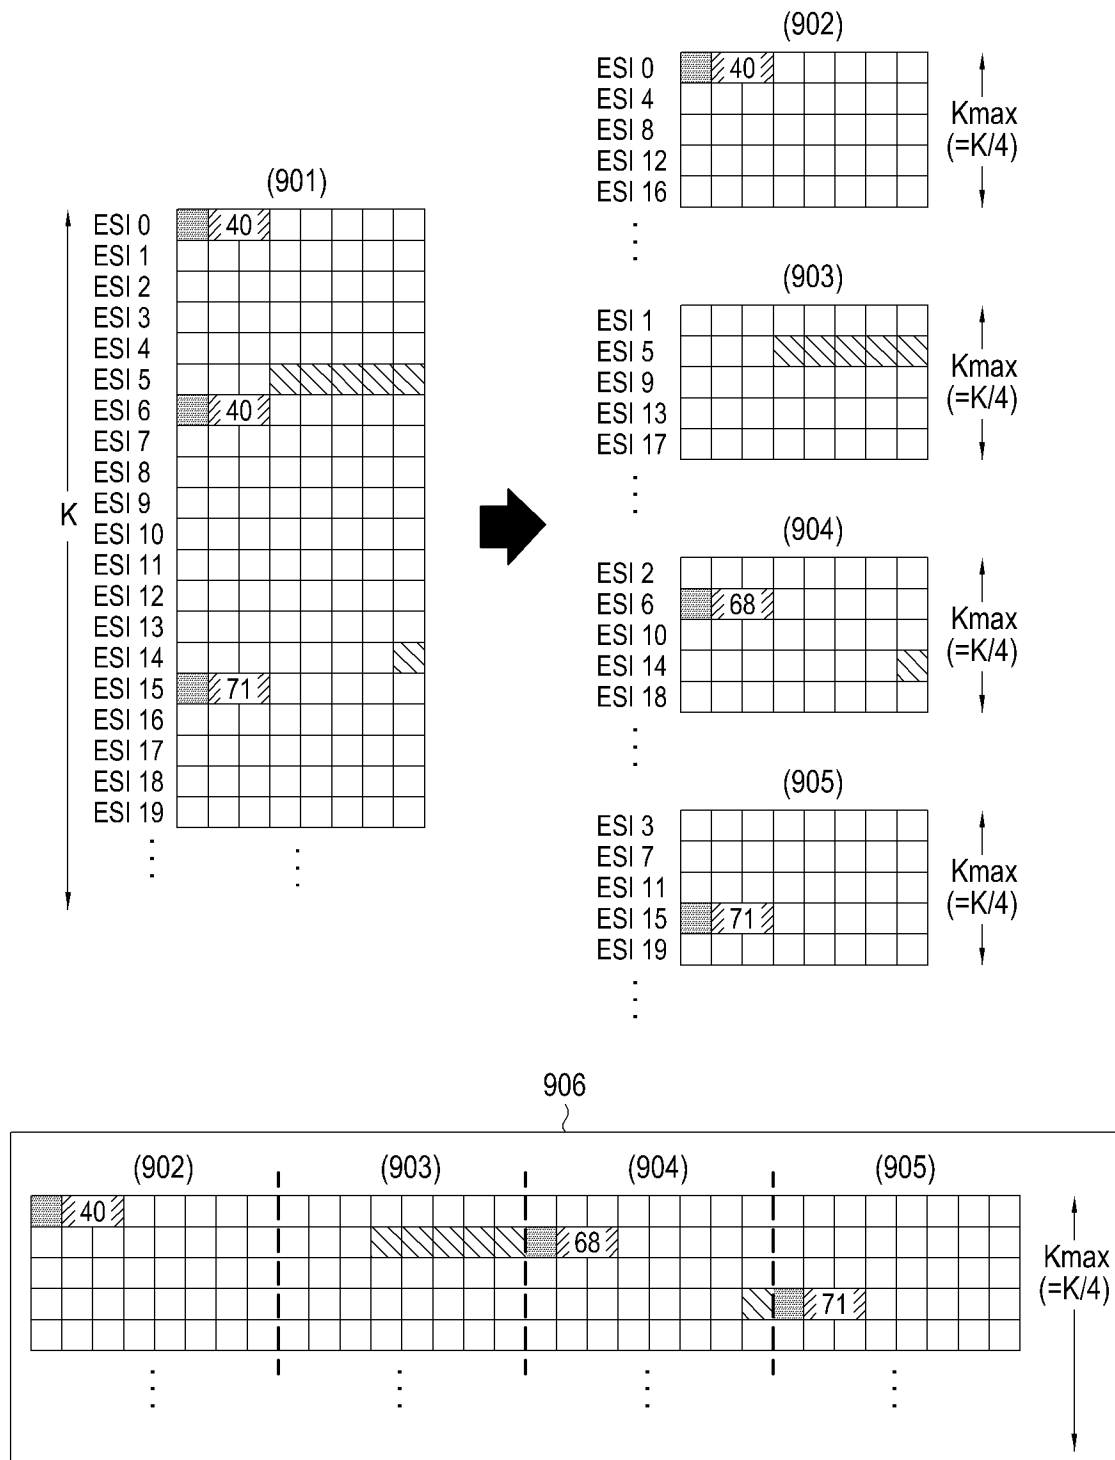 (901)
ESI 0 40
ESI 1
ESI 2
ESI 3
ESI 4
ESI 5
ESI 6 40
ESI 7
ESI 8
ESI 9
ESI 10
ESI 11
ESI 12
ESI 13
ESI 14
ESI 15 71
ESI 16
ESI 17
ESI 18
ESI 19
K
(902)
ESI 0 40
ESI 4
ESI 8
ESI 12
ESI 16
Kmax
(=K/4)
(903)
ESI 1
ESI 5
ESI 9
ESI 13
ESI 17
Kmax
(=K/4)
(904)
ESI 2
ESI 6 68
ESI 10
ESI 14
ESI 18
Kmax
(=K/4)
(905)
ESI 3
ESI 7
ESI 11
ESI 15 71
ESI 19
Kmax
(=K/4)
906
(902) (903) (904) (905)
40
68
71
Kmax
(=K/4)